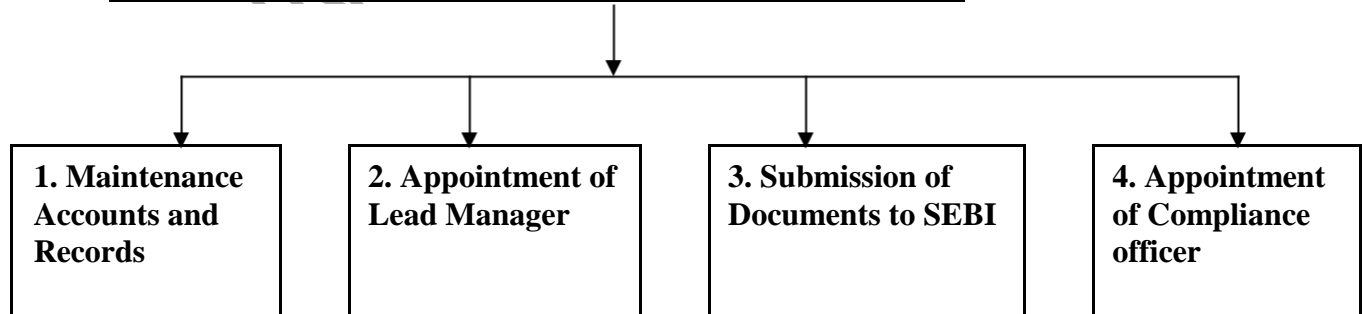 1. Maintenance
Accounts and
Records
2. Appointment of
Lead Manager
3. Submission of
Documents to SEBI
4. Appointment
of Compliance
officer